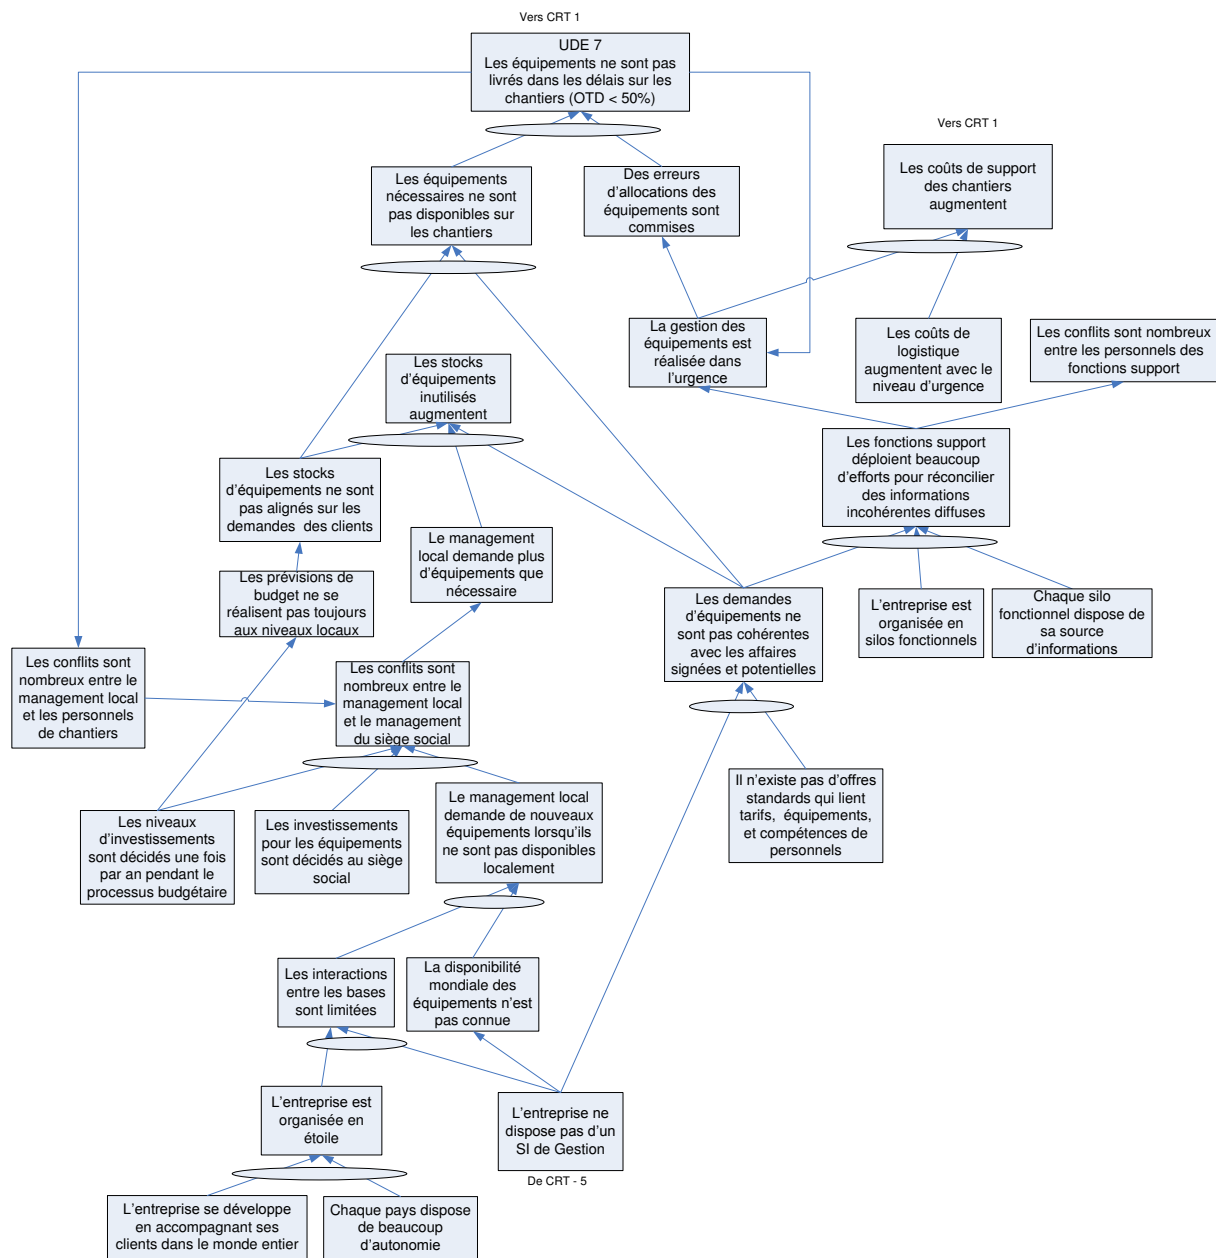 Vers CRT 1
UDE 7
Les équipements ne sont pas
livrés dans les délais sur les
chantiers (OTD < 50%)
Vers CRT 1
Les équipements
nécessaires ne sont
pas disponibles sur
les chantiers
Des erreurs
d'allocations des
équipements sont
commises
Les coûts de support
des chantiers
augmentent
La gestion des
équipements est
réalisée dans
l'urgence
Les coûts de
logistique
augmentent avec le
niveau d'urgence
Les conflits sont nombreux
entre les personnels des
fonctions support
Les stocks
d'équipements
inutilisés
augmentent
Les stocks
d'équipements ne sont
pas alignés sur les
demandes des clients
Les fonctions support
déploient beaucoup
d'efforts pour réconcilier
des informations
incohérentes diffuses
Le management
local demande plus
d'équipements que
nécessaire
Les prévisions de
budget ne se
réalisent pas toujours
aux niveaux locaux
Les demandes
d'équipements ne
sont pas cohérentes
avec les affaires
signées et potentielles
L'entreprise est
organisée en
silos fonctionnels
Chaque silo
fonctionnel dispose de
sa source
d'informations
Les conflits sont
nombreux entre le
management local
et les personnels
de chantiers
Les conflits sont
nombreux entre le
management local
et le management
du siège social
Les niveaux
d'investissements
sont décidés une fois
par an pendant le
processus budgétaire
Les investissements
pour les équipements
sont décidés au siège
social
Le management local
demande de nouveaux
équipements lorsqu'ils
ne sont pas disponibles
localement
Il n'existe pas d'offres
standards qui lient
tarifs, équipements,
et compétences de
personnels
Les interactions
entre les bases
sont limitées
La disponibilité
mondiale des
équipements n'est
pas connue
L'entreprise est
organisée en
étoile
L'entreprise ne
dispose pas d'un
SI de Gestion
De CRT - 5
L'entreprise se développe
en accompagnant ses
clients dans le monde entier
Chaque pays dispose
de beaucoup
d'autonomie